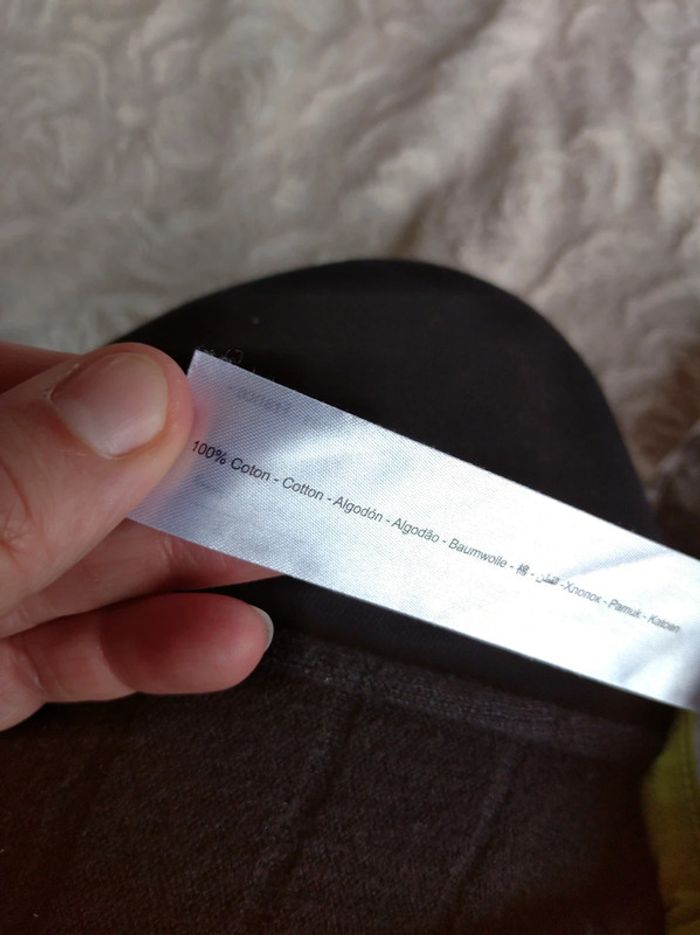 100% Coton - Cotton - Algodón - Algodão - Baumwolle - 棉 - قطن - Хлопок - Pamuk - Katoen